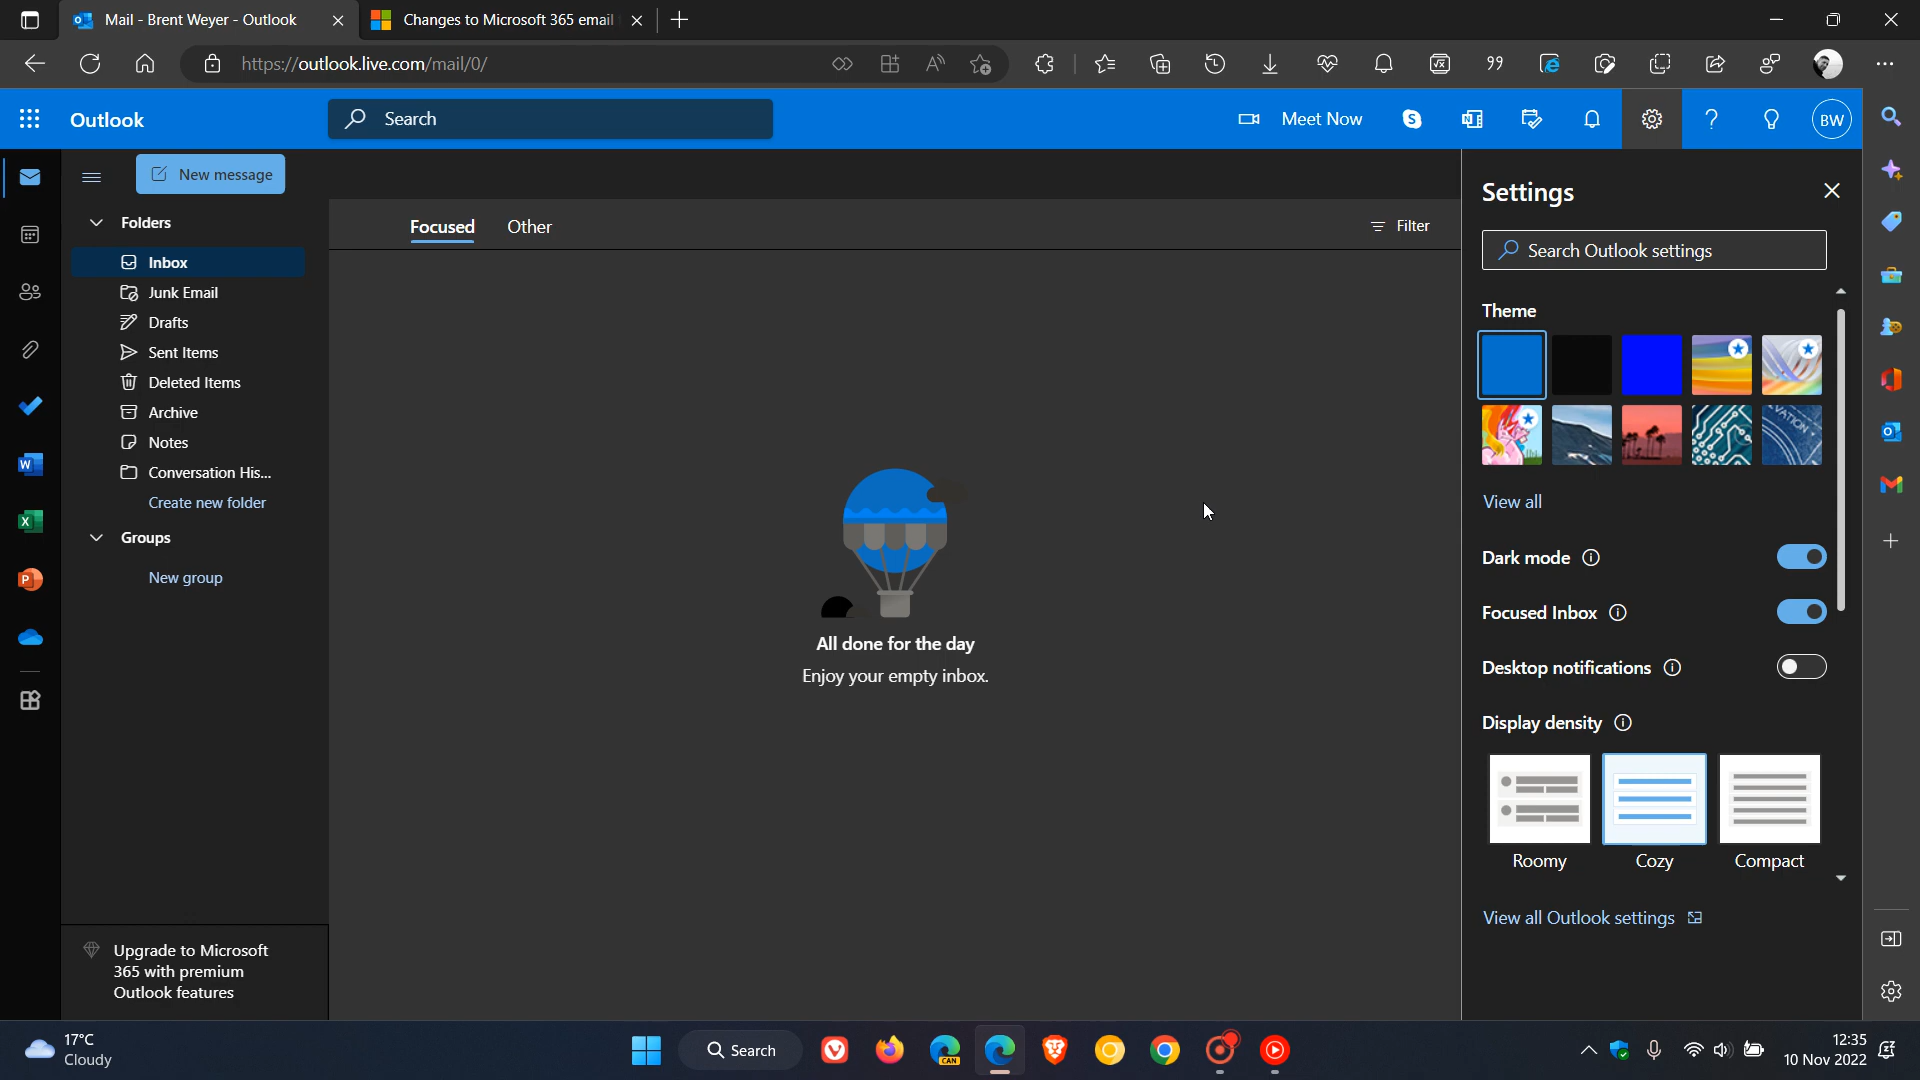 Mail - Brent Weyer - Outlook
Changes to Microsoft 365 email
https://outlook.live.com/mail/0/
Outlook
Search
Meet Now
BW
New message
Folders
Inbox
Junk Email
Drafts
Sent Items
Deleted Items
Archive
Notes
Conversation His...
Create new folder
Groups
New group
Upgrade to Microsoft
365 with premium
Outlook features
Focused
Other
Filter
All done for the day
Enjoy your empty inbox.
Settings
Search Outlook settings
Theme
View all
Dark mode
Focused Inbox
Desktop notifications
Display density
Roomy
Cozy
Compact
View all Outlook settings
17°C
Cloudy
Search
CAN
12:35
10 Nov 2022